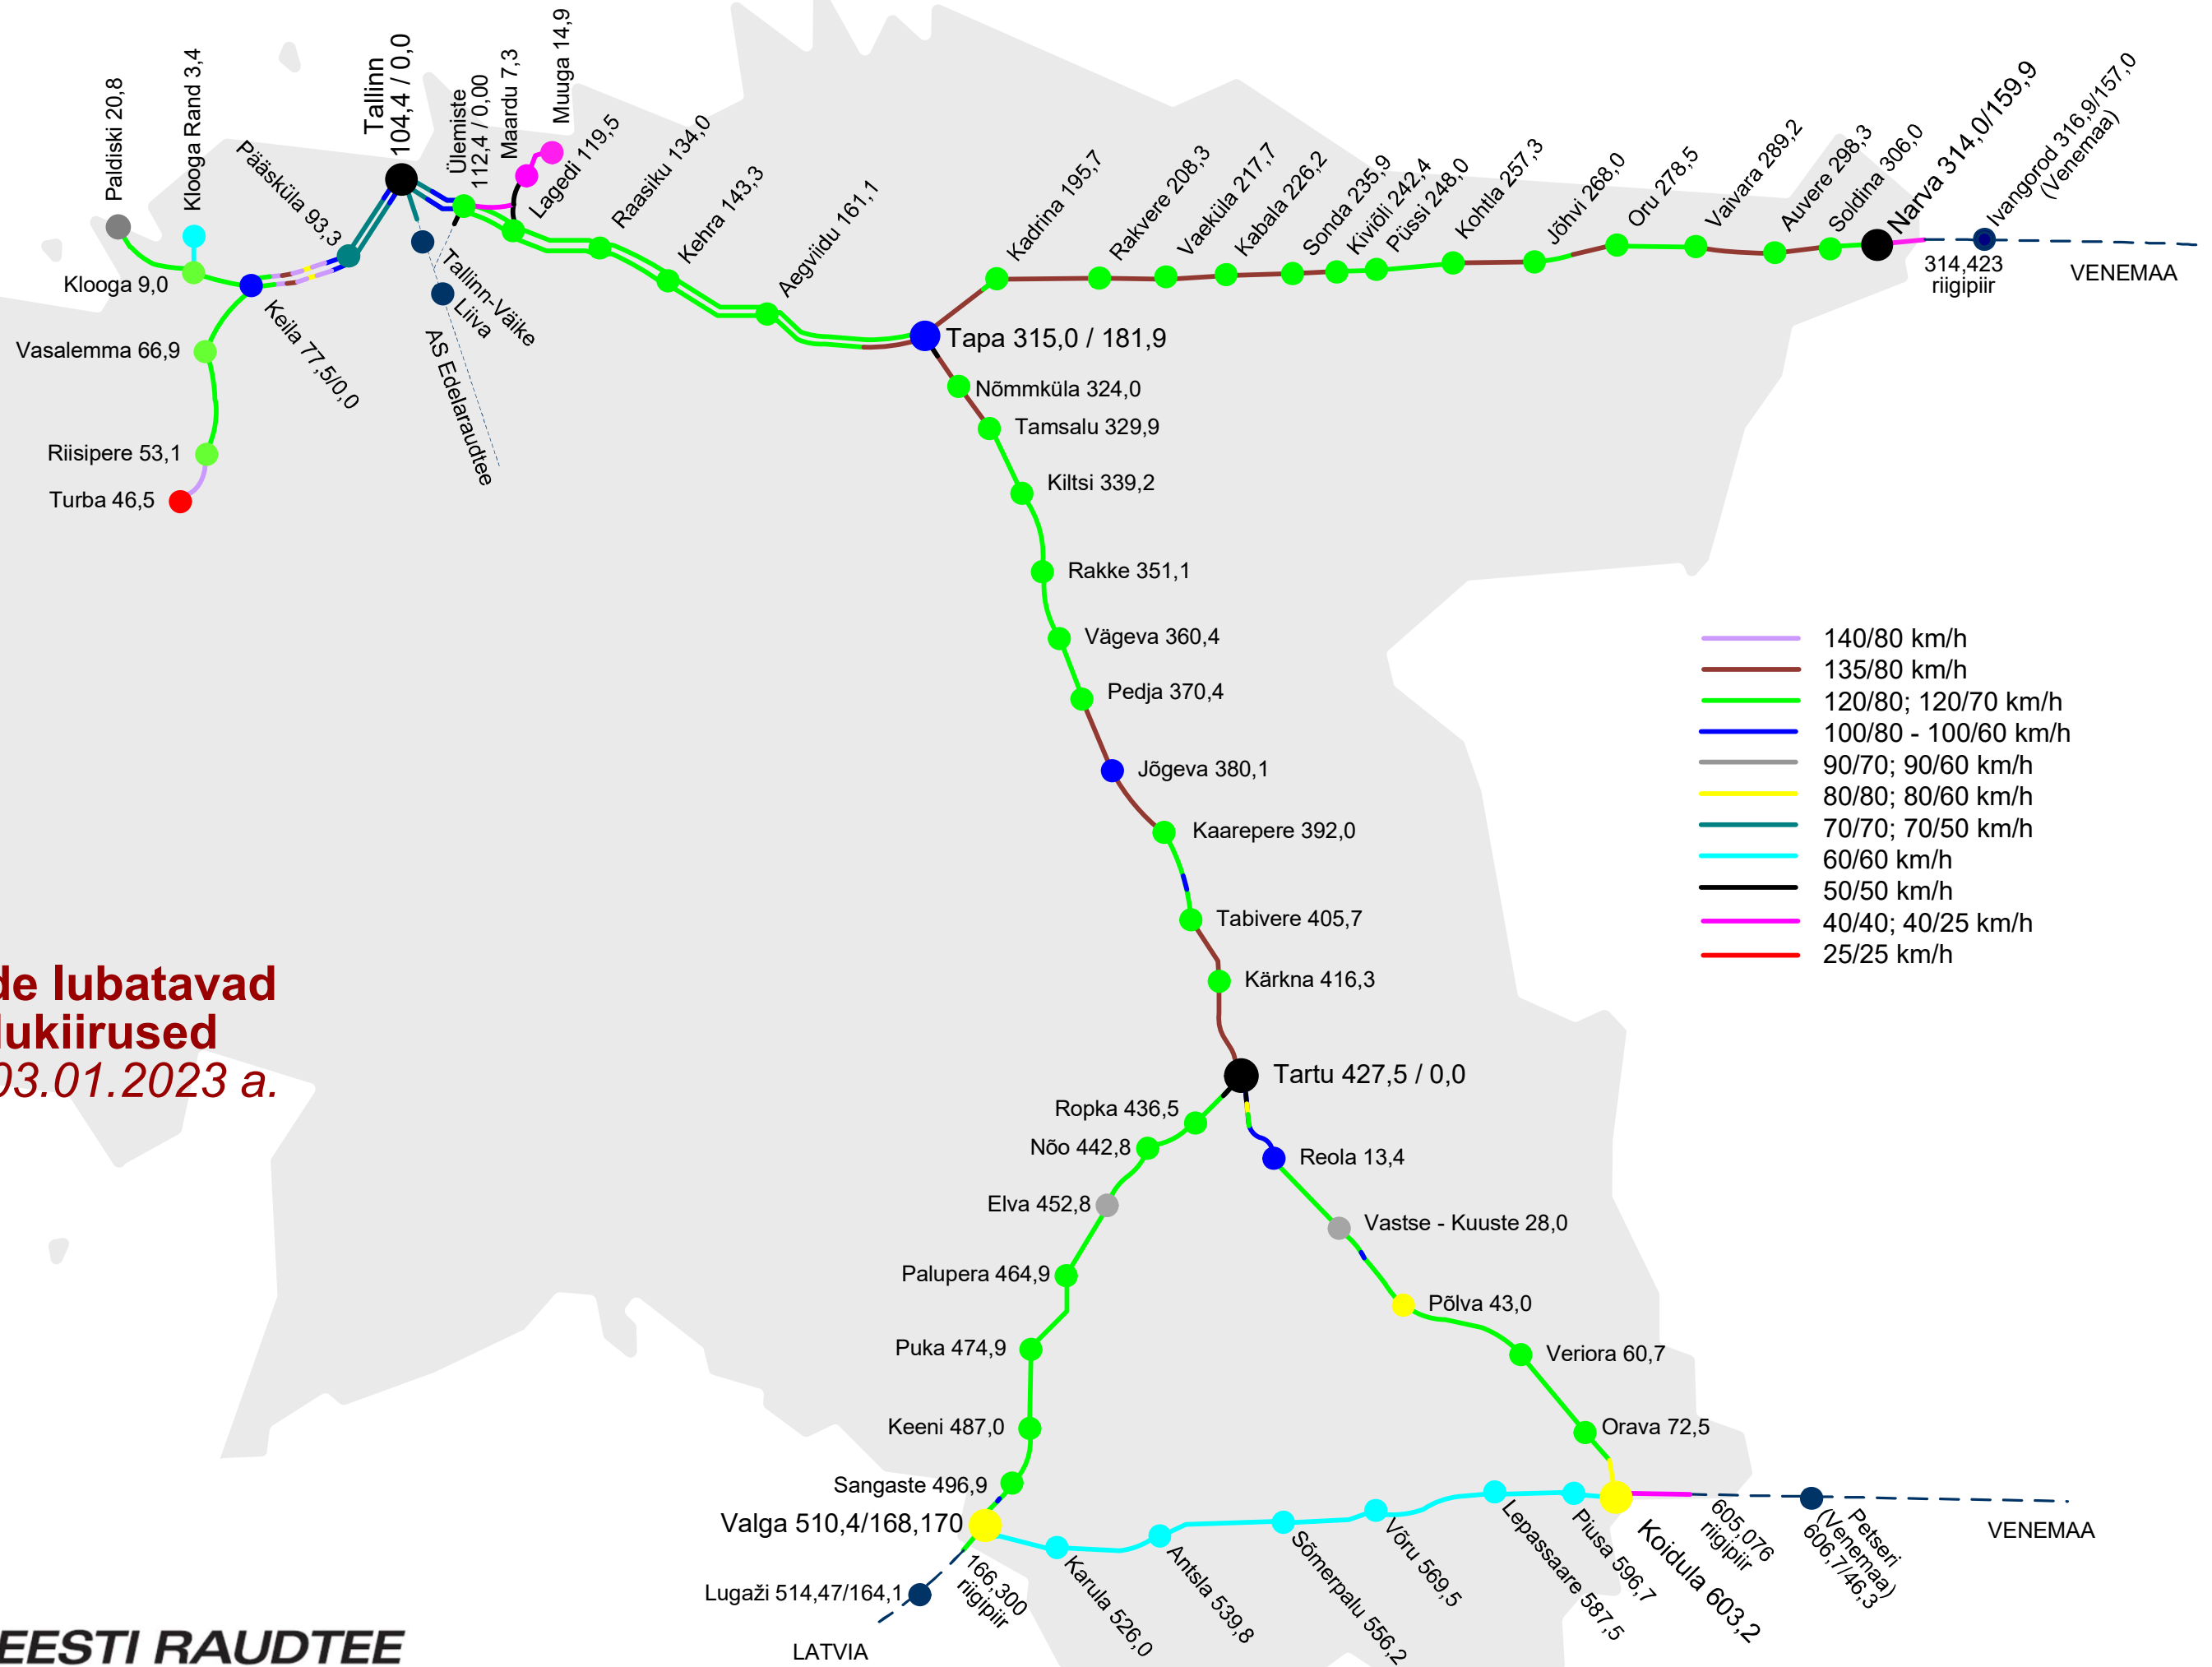 Paldiski 20,8
Klooga Rand 3,4
Pääsküla 93,3
Tallinn
104,4 / 0,0
Ülemiste
112,4 / 0,00
Maardu 7,3
Muuga 14,9
Lagedi 119,5
Raasiku 134,0
Kehra 143,3
Aegviidu 161,1
Kadrina 195,7
Rakvere 208,3
Vaeküla 217,7
Kabala 226,2
Sonda 235,9
Kiviõli 242,4
Püssi 248,0
Kohtla 257,3
Jõhvi 268,0
Oru 278,5
Vaivara 289,2
Auvere 298,3
Soldina 306,0
Narva 314,0/159,9
Ivangorod 316,9/157,0
(Venemaa)
314,423
riigipiir
VENEMAA
Klooga 9,0
Keila 77,5/0,0
Vasalemma 66,9
Riisipere 53,1
Turba 46,5
Tallinn-Väike
Liiva
AS Edelaraudtee
Tapa 315,0 / 181,9
Nõmmküla 324,0
Tamsalu 329,9
Kiltsi 339,2
Rakke 351,1
Vägeva 360,4
Pedja 370,4
Jõgeva 380,1
Kaarepere 392,0
Tabivere 405,7
Kärkna 416,3
Tartu 427,5 / 0,0
140/80 km/h
135/80 km/h
120/80; 120/70 km/h
100/80 - 100/60 km/h
90/70; 90/60 km/h
80/80; 80/60 km/h
70/70; 70/50 km/h
60/60 km/h
50/50 km/h
40/40; 40/25 km/h
25/25 km/h
de lubatavad
lukiirused
03.01.2023 a.
Ropka 436,5
Nõo 442,8
Elva 452,8
Palupera 464,9
Puka 474,9
Keeni 487,0
Sangaste 496,9
Valga 510,4/168,170
Lugaži 514,47/164,1
166,300
riigipiir
LATVIA
Reola 13,4
Vastse - Kuuste 28,0
Põlva 43,0
Veriora 60,7
Orava 72,5
Karula 526,0
Antsla 539,8
Sõmerpalu 556,2
Võru 569,5
Lepassaare 587,5
Piusa 596,7
Koidula 603,2
605,076
riigipiir
Petseri
(Venemaa)
606,7/46,3
VENEMAA
EESTI RAUDTEE